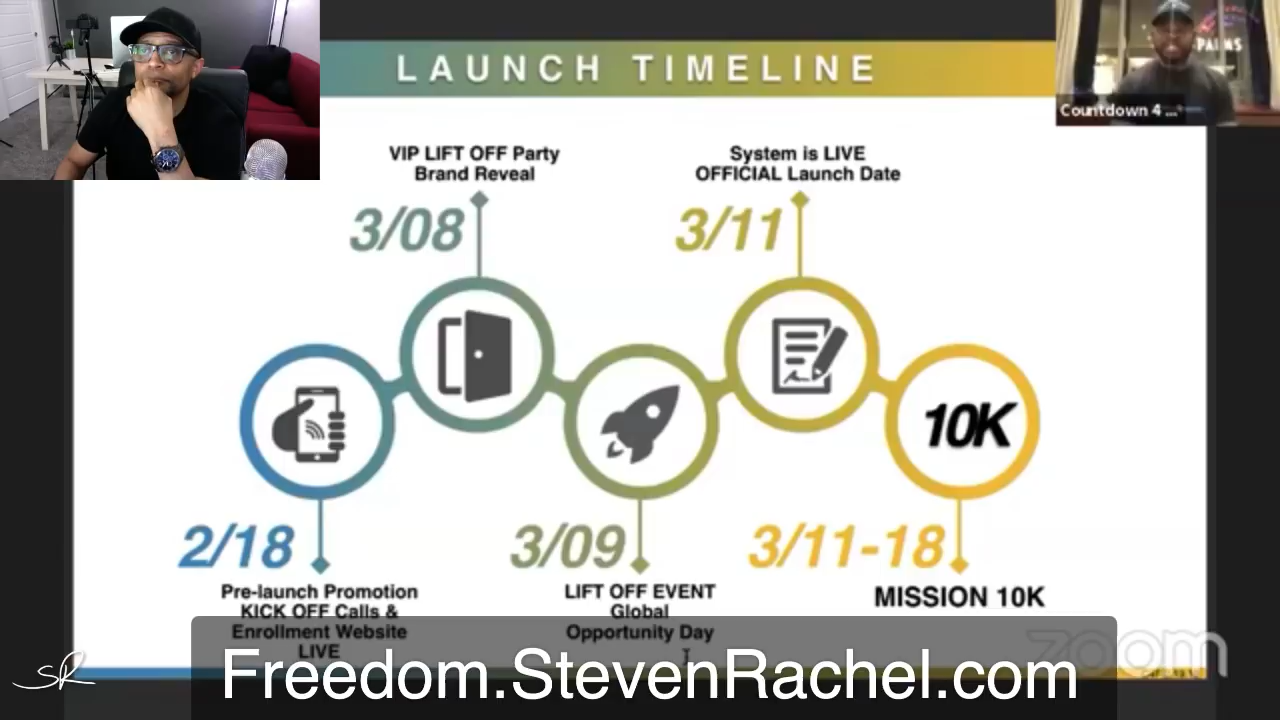 LAUNCH TIMELINE
PALMS
Countdown 4 ...
VIP LIFT OFF Party
Brand Reveal
3/08
System is LIVE
OFFICIAL Launch Date
3/11
10K
2/18
Pre-launch Promotion
KICK OFF Calls &
Enrollment Website
LIVE
3/09
LIFT OFF EVENT
Global
Opportunity Day
3/11-18
MISSION 10K
zoom
SR
Freedom.StevenRachel.com